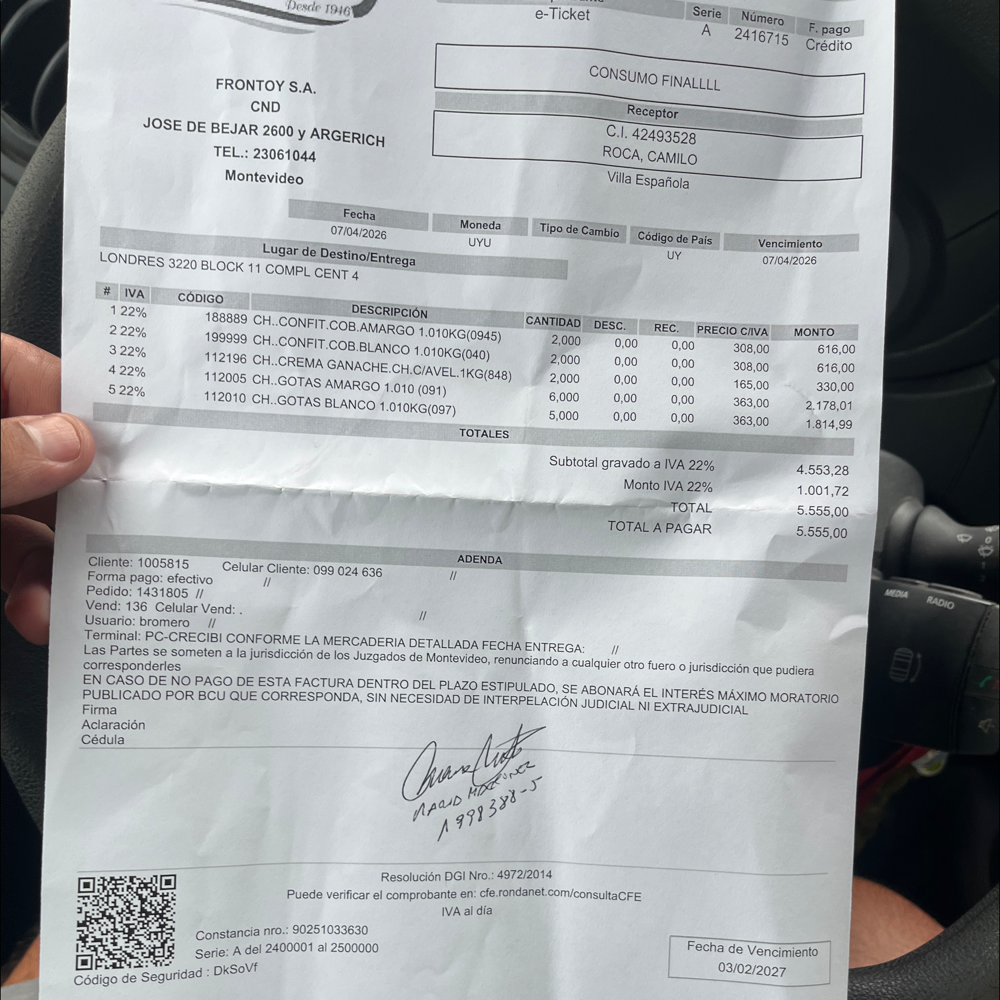 Desde 1946
e-Ticket
Serie Número F. pago
A 2416715 Crédito
CONSUMO FINALLLL
Receptor
C.I. 42493528
ROCA, CAMILO
Villa Española
FRONTOY S.A.
CND
JOSE DE BEJAR 2600 y ARGERICH
TEL.: 23061044
Montevideo
Fecha Moneda Tipo de Cambio Código de País Vencimiento
07/04/2026 UYU UY 07/04/2026
Lugar de Destino/Entrega
LONDRES 3220 BLOCK 11 COMPL CENT 4
# IVA CÓDIGO DESCRIPCIÓN CANTIDAD DESC. REC. PRECIO C/IVA MONTO
1 22% 188889 CH..CONFIT.COB.AMARGO 1.010KG(0945) 2,000 0,00 0,00 308,00 616,00
2 22% 199999 CH..CONFIT.COB.BLANCO 1.010KG(040) 2,000 0,00 0,00 308,00 616,00
3 22% 112196 CH..CREMA GANACHE.CH.C/AVEL.1KG(848) 2,000 0,00 0,00 165,00 330,00
4 22% 112005 CH..GOTAS AMARGO 1.010 (091) 6,000 0,00 0,00 363,00 2.178,01
5 22% 112010 CH..GOTAS BLANCO 1.010KG(097) 5,000 0,00 0,00 363,00 1.814,99
TOTALES
Subtotal gravado a IVA 22% 4.553,28
Monto IVA 22% 1.001,72
TOTAL 5.555,00
TOTAL A PAGAR 5.555,00
ADENDA
Cliente: 1005815 Celular Cliente: 099 024 636 //
Forma pago: efectivo //
Pedido: 1431805 //
Vend: 136 Celular Vend: . //
Usuario: bromero //
Terminal: PC-CRECIBI CONFORME LA MERCADERIA DETALLADA FECHA ENTREGA: //
Las Partes se someten a la jurisdicción de los Juzgados de Montevideo, renunciando a cualquier otro fuero o jurisdicción que pudiera
corresponderles
EN CASO DE NO PAGO DE ESTA FACTURA DENTRO DEL PLAZO ESTIPULADO, SE ABONARÁ EL INTERÉS MÁXIMO MORATORIO
PUBLICADO POR BCU QUE CORRESPONDA, SIN NECESIDAD DE INTERPELACIÓN JUDICIAL NI EXTRAJUDICIAL
Firma
Aclaración
Cédula
1998388-5
Resolución DGI Nro.: 4972/2014
Puede verificar el comprobante en: cfe.rondanet.com/consultaCFE
IVA al día
Constancia nro.: 90251033630
Serie: A del 2400001 al 2500000
Código de Seguridad : DkSoVf
Fecha de Vencimiento
03/02/2027
MEDIA RADIO